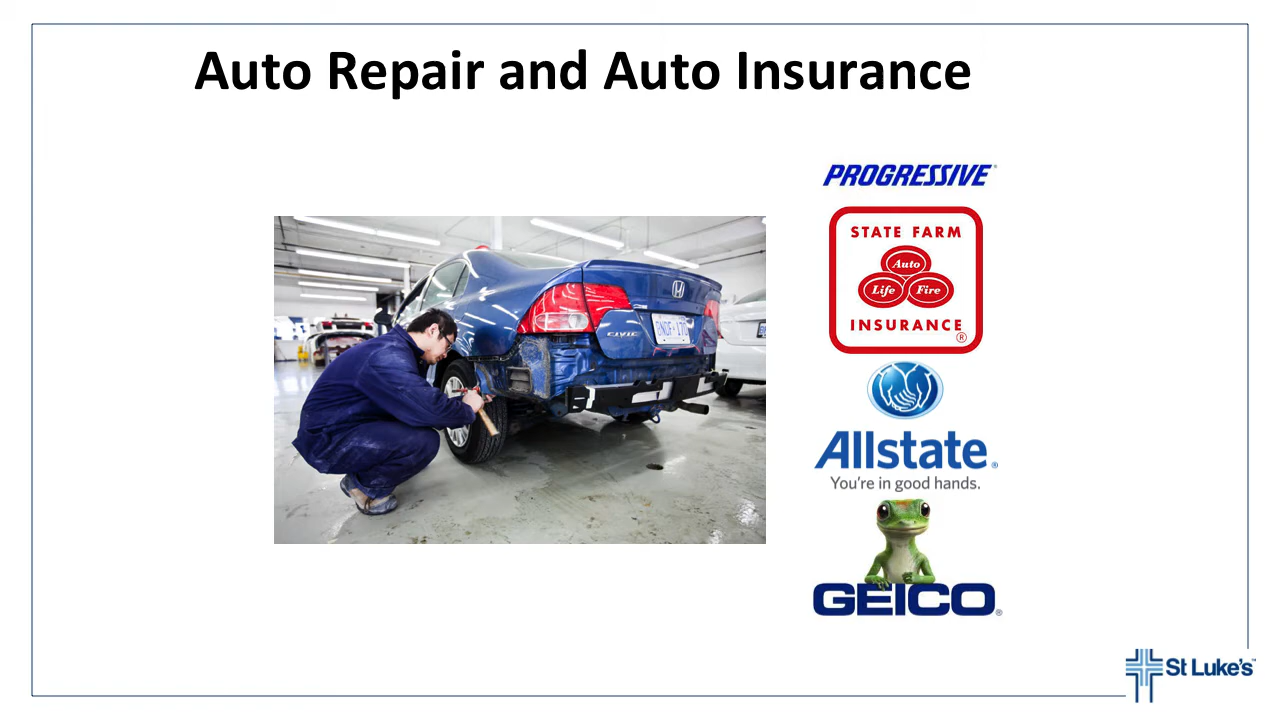 Auto Repair and Auto Insurance
PROGRESSIVE®
STATE FARM
Auto
Life Fire
INSURANCE
®
CIVIC
Allstate®
You're in good hands.
GEICO®
St Luke's™